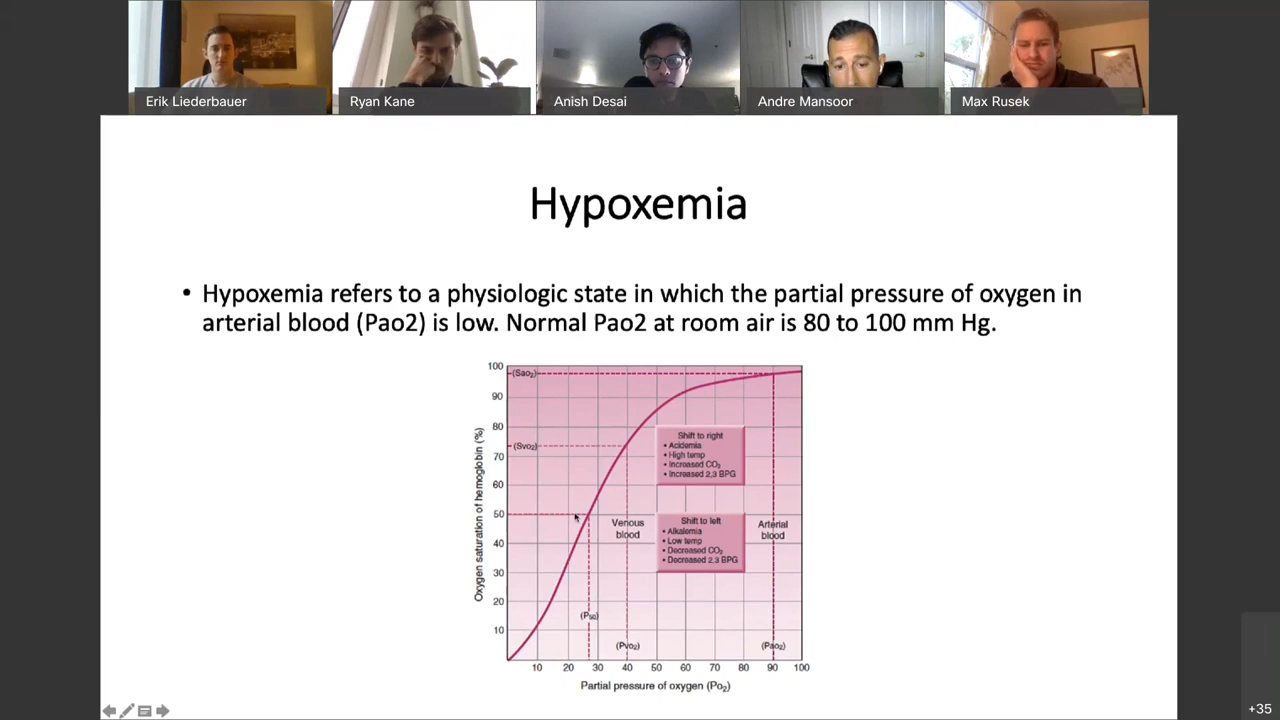 Erik Liederbauer
Ryan Kane
Anish Desai
Andre Mansoor
Max Rusek
Hypoxemia
• Hypoxemia refers to a physiologic state in which the partial pressure of oxygen in
arterial blood (Pao2) is low. Normal Pao2 at room air is 80 to 100 mm Hg.
Oxygen saturation of hemoglobin (%)
100
90
80
70
60
50
40
30
20
10
(Sao₂)
(Svo₂)
Shift to right
• Acidemia
• High temp
• Increased CO₂
• Increased 2,3 BPG
Shift to left
• Alkalemia
• Low temp
• Decreased CO₂
• Decreased 2,3 BPG
Venous
blood
Arterial
blood
(P₅₀)
(Pvo₂)
(Pao₂)
10 20 30 40 50 60 70 80 90 100
Partial pressure of oxygen (Po₂)
+35